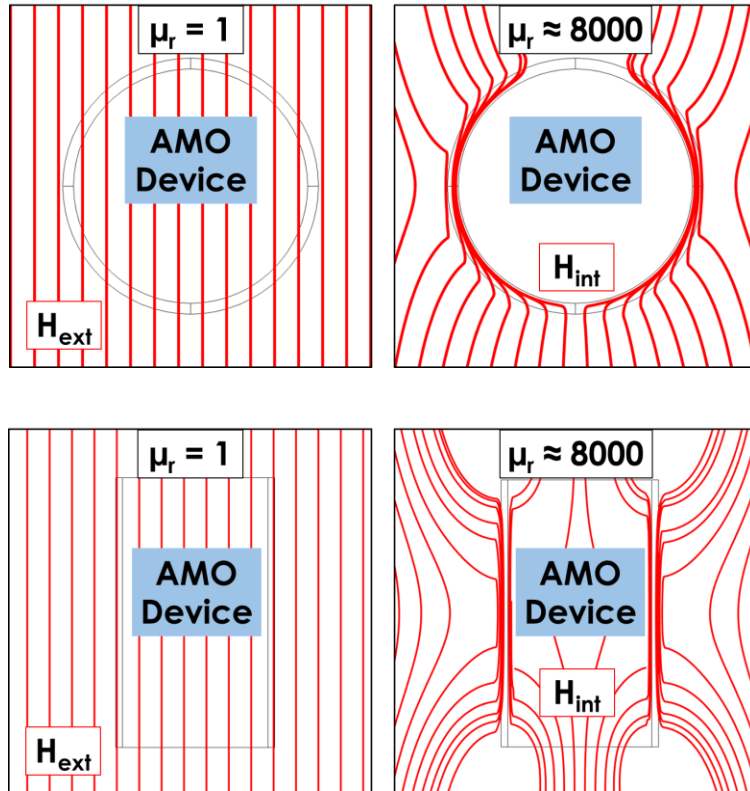 μr = 1
AMO
Device
Hext
μr ≈ 8000
AMO
Device
Hint
μr = 1
AMO
Device
Hext
μr ≈ 8000
AMO
Device
Hint